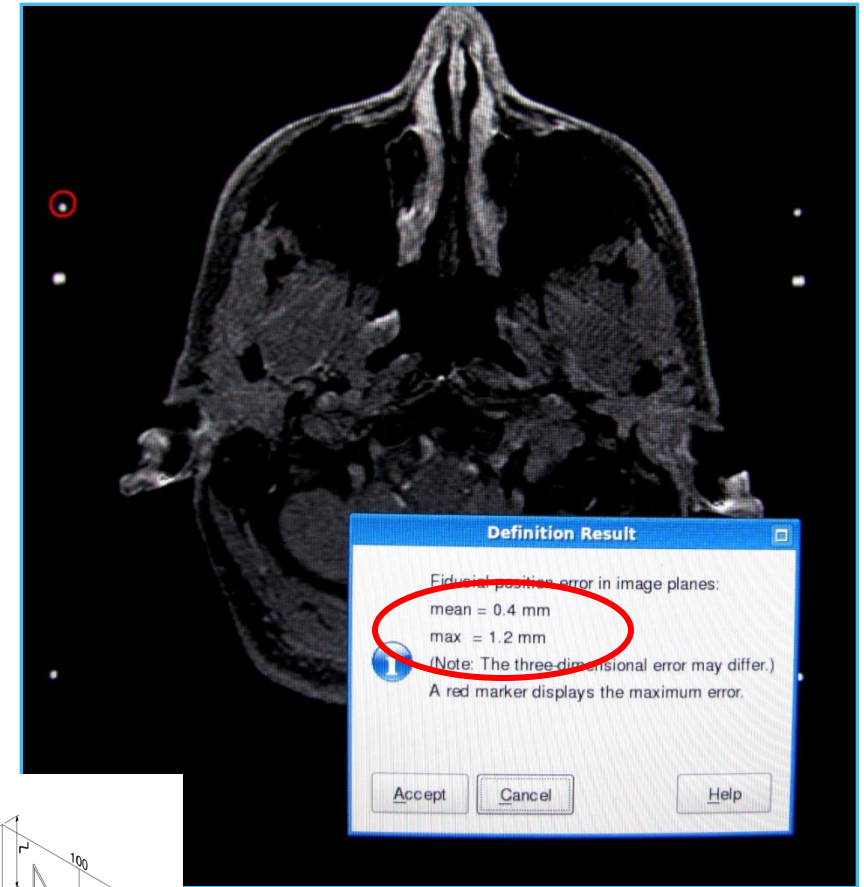 Definition Result
Fiducial position error in image planes:
mean = 0.4 mm
max = 1.2 mm
(Note: The three-dimensional error may differ.)
A red marker displays the maximum error.
Accept
Cancel
Help
Z
100